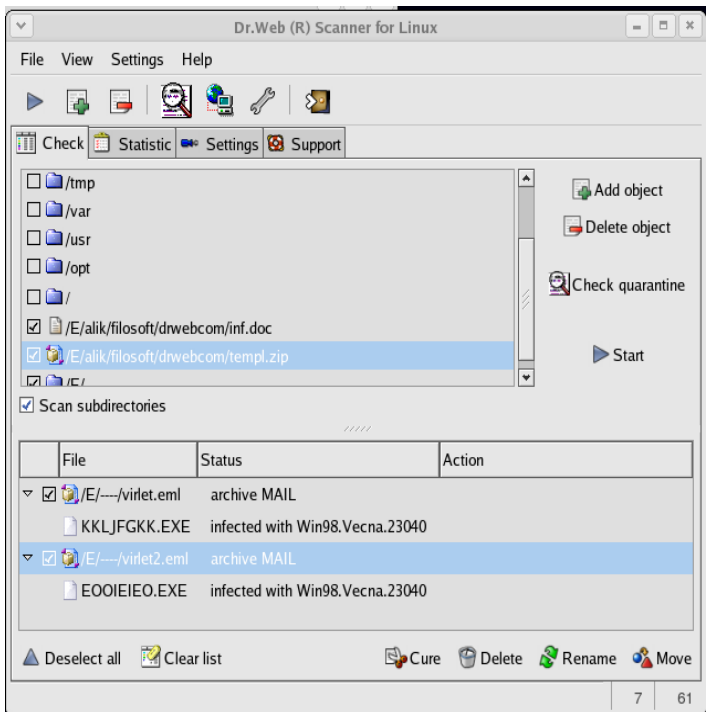 Dr.Web (R) Scanner for Linux
File View Settings Help
Check Statistic Settings Support
/tmp
/var
/usr
/opt
/
/E/alik/filosoft/drwebcom/inf.doc
/E/alik/filosoft/drwebcom/templ.zip
/E/
Add object
Delete object
Check quarantine
Start
Scan subdirectories
File Status Action
/E/----/virlet.eml archive MAIL
KKLJFGKK.EXE infected with Win98.Vecna.23040
/E/----/virlet2.eml archive MAIL
EOOIEIEO.EXE infected with Win98.Vecna.23040
Deselect all Clear list Cure Delete Rename Move
7 61